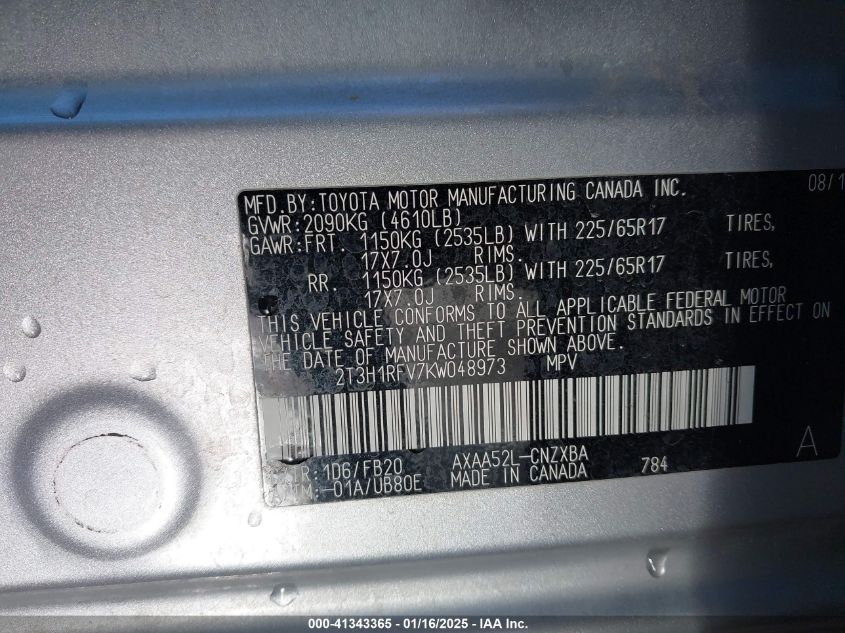 MFD.BY:TOYOTA MOTOR MANUFACTURING CANADA INC. 08/1
GVWR:2090KG (4610LB)
GAWR:FRT. 1150KG (2535LB) WITH 225/65R17 TIRES,
17X7.0J RIMS.
RR. 1150KG (2535LB) WITH 225/65R17 TIRES,
17X7.0J RIMS.
THIS VEHICLE CONFORMS TO ALL APPLICABLE FEDERAL MOTOR
VEHICLE SAFETY AND THEFT PREVENTION STANDARDS IN EFFECT ON
THE DATE OF MANUFACTURE SHOWN ABOVE.
2T3H1RFV7KW048973 MPV
R: 1D6/FB20 AXAA52L-CNZXBA 784 A
TM: -01A/UB80E MADE IN CANADA
000-41343365 - 01/16/2025 - IAA Inc.